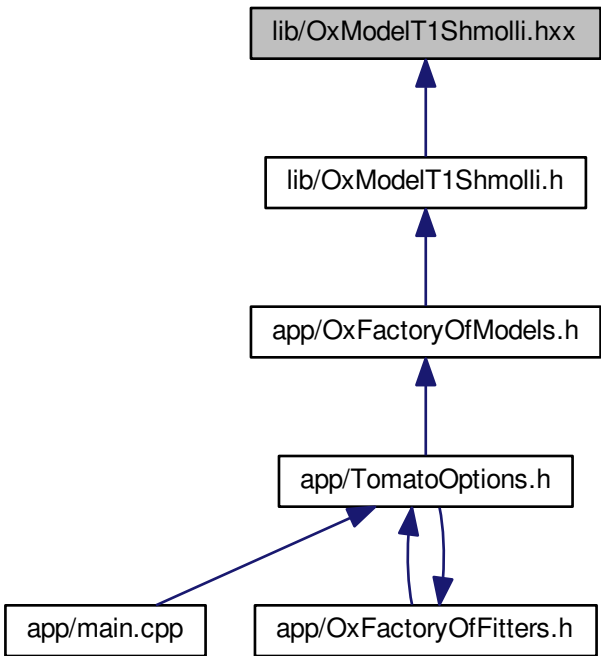 lib/OxModelT1Shmolli.hxx
lib/OxModelT1Shmolli.h
app/OxFactoryOfModels.h
app/TomatoOptions.h
app/main.cpp
app/OxFactoryOfFitters.h